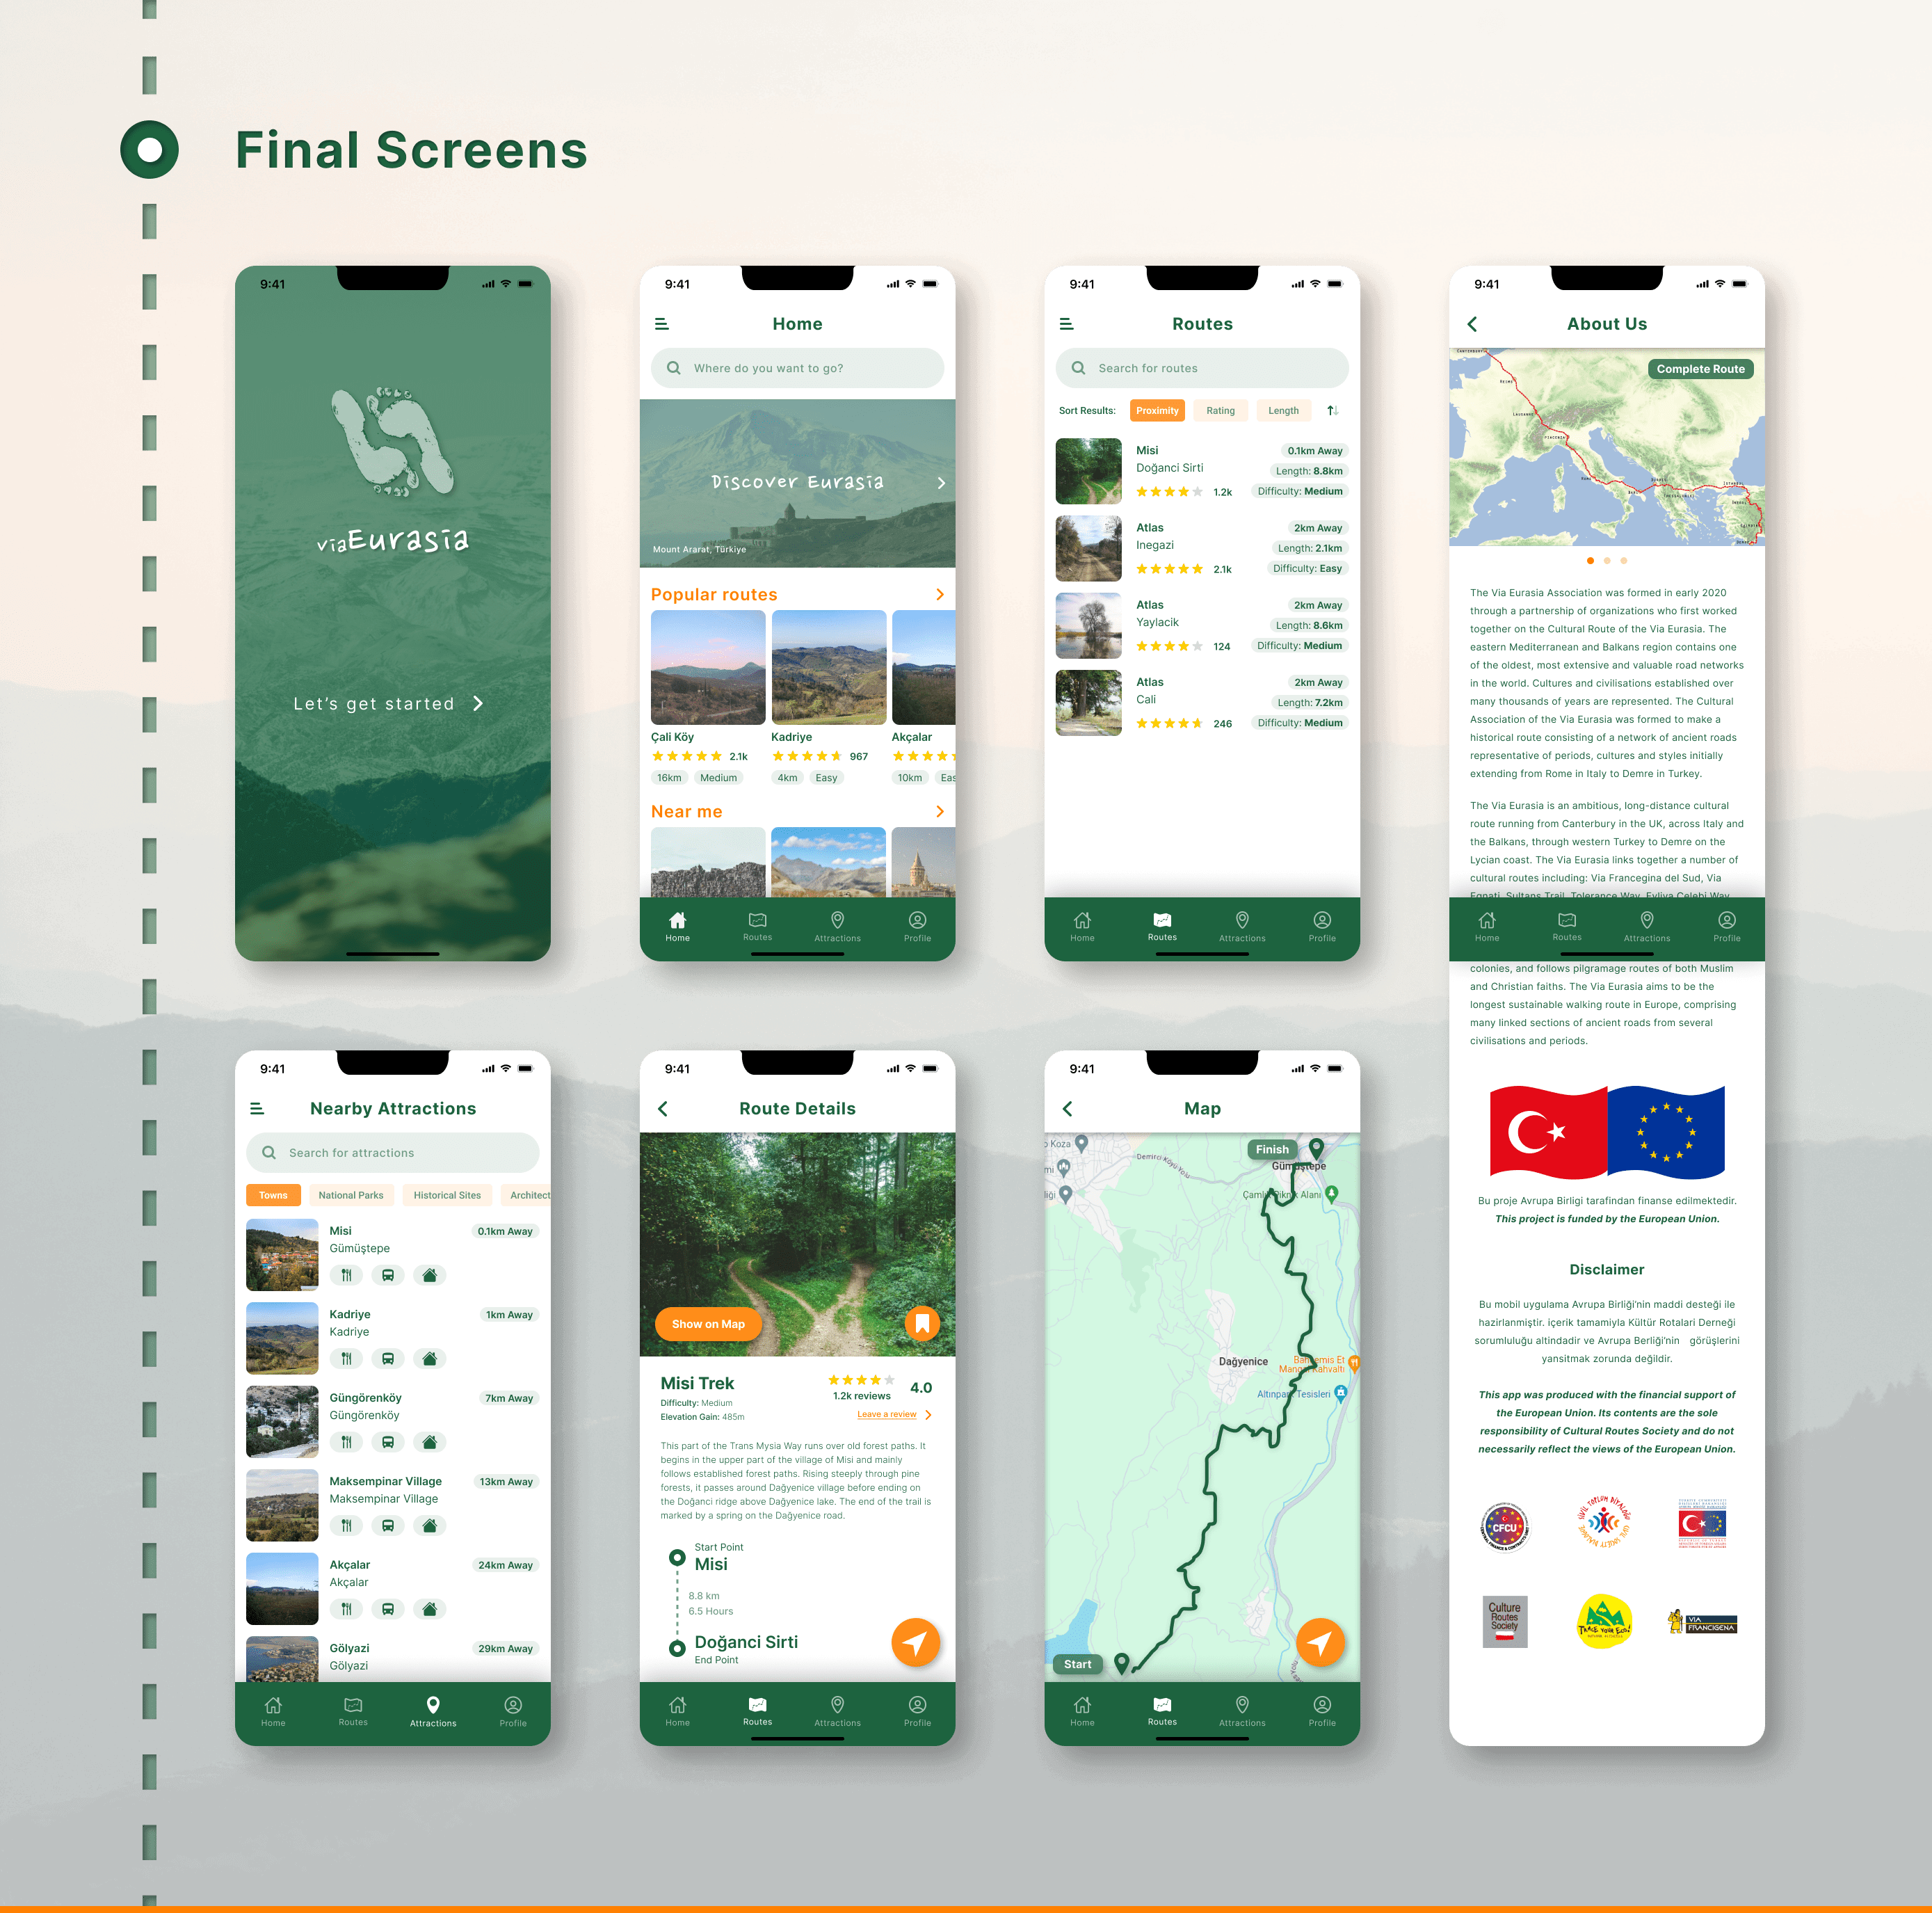 Final Screens
9:41
viaEurasia
Let's get started
9:41
Home
Where do you want to go?
Discover Eurasia
Mount Ararat, Türkiye
Popular routes
Çali Köy
Kadriye
Akçalar
2.1k
967
16km Medium
4km Easy
10km Eas
Near me
Home Routes Attractions Profile
9:41
Routes
Search for routes
Sort Results: Proximity Rating Length
Misi
0.1km Away
Doğanci Sirti
Length: 8.8km
1.2k
Difficulty: Medium
Atlas
2km Away
Inegazi
Length: 2.1km
2.1k
Difficulty: Easy
Atlas
2km Away
Yaylacik
Length: 8.6km
124
Difficulty: Medium
Atlas
2km Away
Cali
Length: 7.2km
246
Difficulty: Medium
Home Routes Attractions Profile
9:41
About Us
Complete Route
The Via Eurasia Association was formed in early 2020
through a partnership of organizations who first worked
together on the Cultural Route of the Via Eurasia. The
eastern Mediterranean and Balkans region contains one
of the oldest, most extensive and valuable road networks
in the world. Cultures and civilisations established over
many thousands of years are represented. The Cultural
Association of the Via Eurasia was formed to make a
historical route consisting of a network of ancient roads
representative of periods, cultures and styles initially
extending from Rome in Italy to Demre in Turkey.
The Via Eurasia is an ambitious, long-distance cultural
route running from Canterbury in the UK, across Italy and
the Balkans, through western Turkey to Demre on the
Lycian coast. The Via Eurasia links together a number of
cultural routes including: Via Francegina del Sud, Via
Egnati, Sultans Trail, Tolerance Way, Evliya Celebi Way
Home Routes Attractions Profile
colonies, and follows pilgramage routes of both Muslim
and Christian faiths. The Via Eurasia aims to be the
longest sustainable walking route in Europe, comprising
many linked sections of ancient roads from several
civilisations and periods.
Bu proje Avrupa Birligi tarafindan finanse edilmektedir.
This project is funded by the European Union.
Disclaimer
Bu mobil uygulama Avrupa Birliği'nin maddi desteği ile
hazirlanmiştir. içerik tamamiyla Kültür Rotalari Derneği
sorumluluğu altindadir ve Avrupa Berliği'nin görüşlerini
yansitmak zorunda değildir.
This app was produced with the financial support of
the European Union. Its contents are the sole
responsibility of Cultural Routes Society and do not
necessarily reflect the views of the European Union.
CFCU
SİVİL TOPLUM DİYALOĞU
Culture
Routes
Society
TRACE YOUR ECO!
VIA
FRANCIGENA
9:41
Nearby Attractions
Search for attractions
Towns National Parks Historical Sites Architect
Misi
0.1km Away
Gümüştepe
Kadriye
1km Away
Kadriye
Güngörenköy
7km Away
Güngörenköy
Maksempinar Village
13km Away
Maksempinar Village
Akçalar
24km Away
Akçalar
Gölyazi
29km Away
Gölyazi
Home Routes Attractions Profile
9:41
Route Details
Show on Map
Misi Trek
4.0
1.2k reviews
Difficulty: Medium
Elevation Gain: 485m
Leave a review
This part of the Trans Mysia Way runs over old forest paths. It
begins in the upper part of the village of Misi and mainly
follows established forest paths. Rising steeply through pine
forests, it passes around Dağyenice village before ending on
the Doğanci ridge above Dağyenice lake. The end of the trail is
marked by a spring on the Dağyenice road.
Start Point
Misi
8.8 km
6.5 Hours
Doğanci Sirti
End Point
Home Routes Attractions Profile
9:41
Map
Koza
Demirci Köyü Yolu
Finish
Gümüştepe
Çamlık Piknik Alanı
Dağyenice
Altınpark Tesisleri
Start
Home Routes Attractions Profile